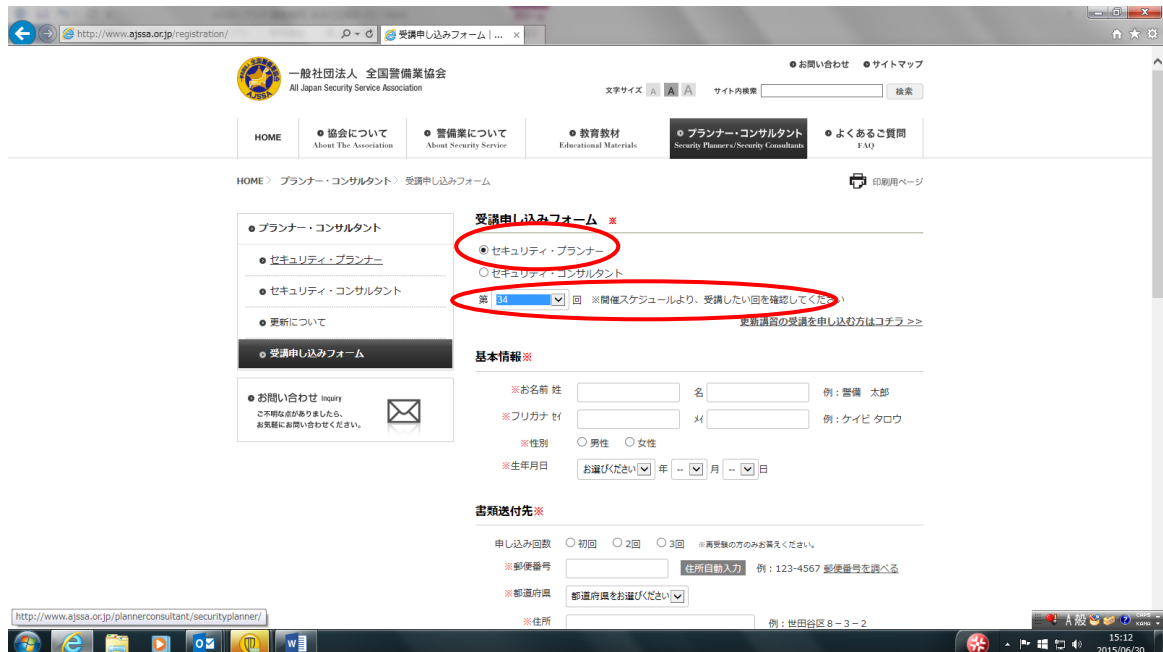 http://www.ajssa.or.jp/registration/
受講申し込みフォーム | ...
一般社団法人 全国警備業協会
All Japan Security Service Association
AJSSA
お問い合わせ サイトマップ
文字サイズ A A A サイト内検索 検索
HOME 協会について 警備業について 教育教材 プランナー・コンサルタント よくあるご質問
About The Association About Security Service Educational Materials Security Planners/Security Consultants FAQ
HOME 〉 プランナー・コンサルタント 〉 受講申し込みフォーム
印刷用ページ
プランナー・コンサルタント
セキュリティ・プランナー
セキュリティ・コンサルタント
更新について
受講申し込みフォーム
お問い合わせ Inquiry
ご不明な点がありましたら、
お気軽にお問い合わせください。
受講申し込みフォーム ※
セキュリティ・プランナー
セキュリティ・コンサルタント
第 34 回 ※開催スケジュールより、受講したい回を確認してください
更新講習の受講を申し込む方はコチラ >>
基本情報※
※お名前 姓 名 例：警備 太郎
※フリガナ セイ メイ 例：ケイビ タロウ
※性別 男性 女性
※生年月日 お選びください 年 -- 月 -- 日
書類送付先※
申し込み回数 初回 2回 3回 ※再受験の方のみお答えください。
※郵便番号 住所自動入力 例：123-4567 郵便番号を調べる
※都道府県 都道府県をお選びください
※住所 例：世田谷区８－３－２
http://www.ajssa.or.jp/plannerconsultant/securityplanner/
A 般 CAPS KANA
15:12
2015/06/30